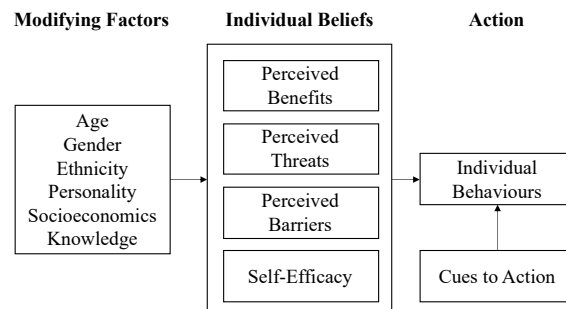 Modifying Factors
Individual Beliefs
Action
Age
Gender
Ethnicity
Personality
Socioeconomics
Knowledge
Perceived
Benefits
Perceived
Threats
Perceived
Barriers
Self-Efficacy
Individual
Behaviours
Cues to Action